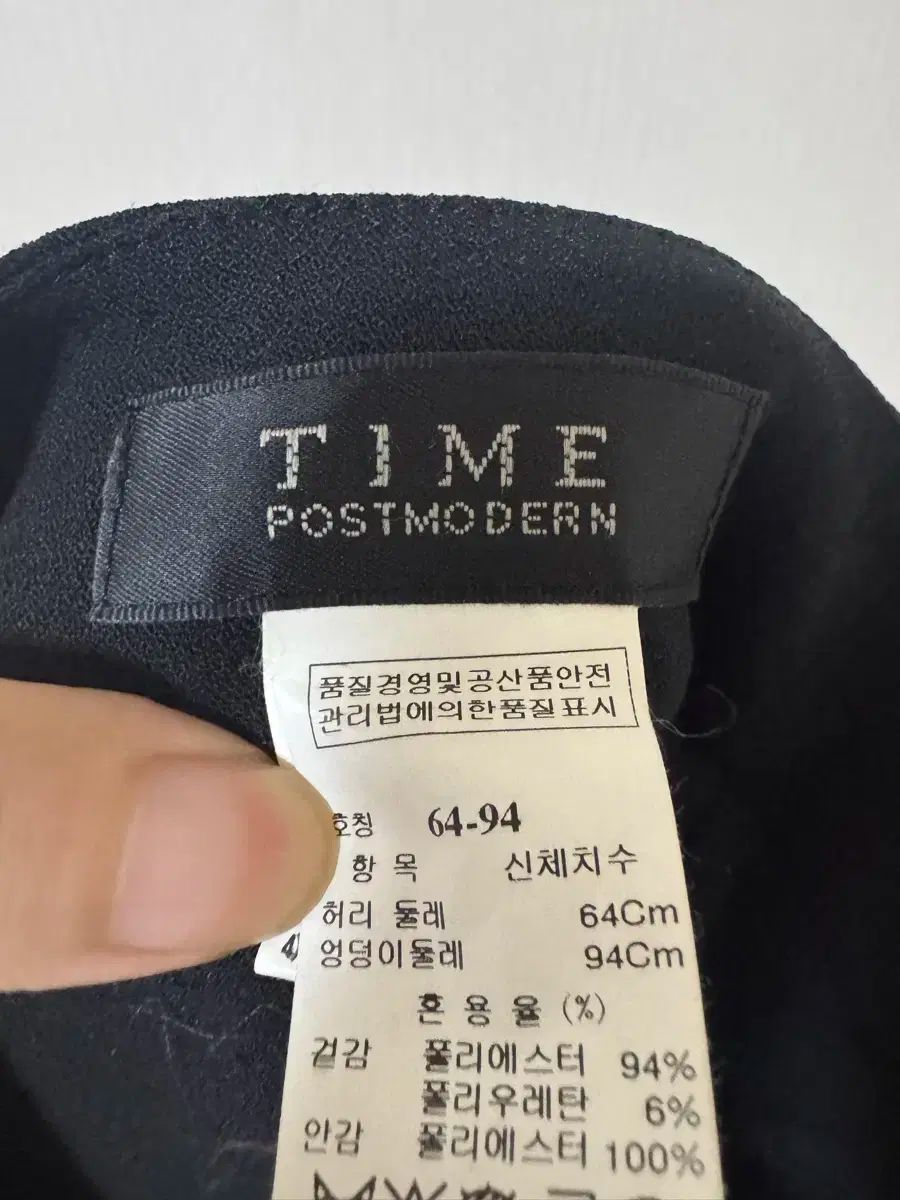 TIME
POSTMODERN
품질경영및공산품안전
관리법에의한품질표시
호칭 64-94
항목 신체치수
허리 둘레 64Cm
엉덩이둘레 94Cm
혼용율 (%)
겉감 폴리에스터 94%
폴리우레탄 6%
안감 폴리에스터 100%